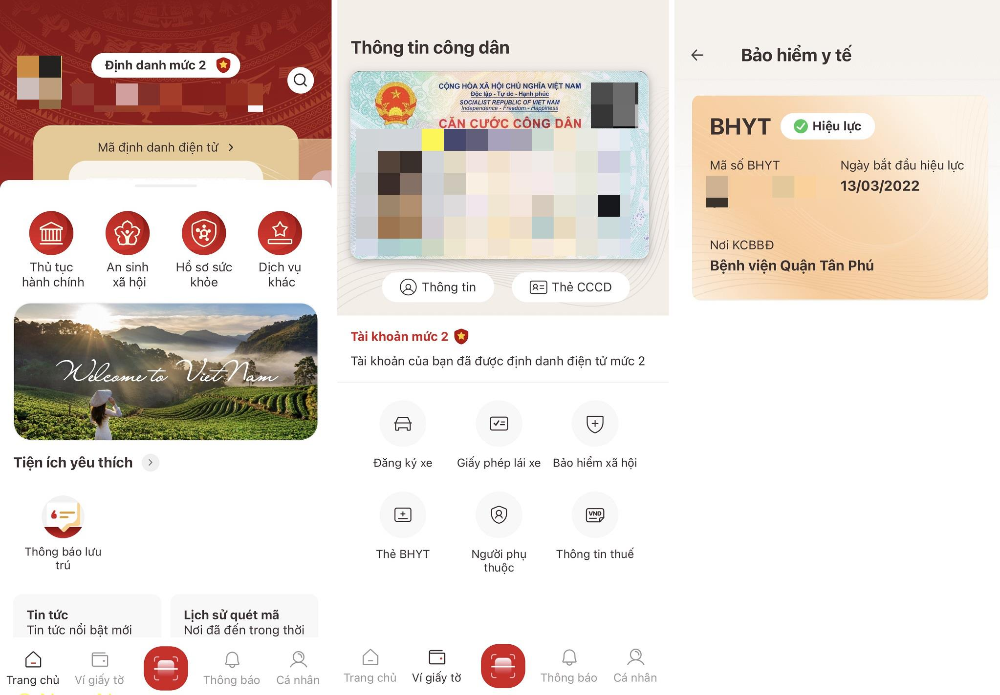 Định danh mức 2
Mã định danh điện tử
Thủ tục
hành chính
An sinh
xã hội
Hồ sơ sức
khỏe
Dịch vụ
khác
Welcome to Viet Nam
Tiện ích yêu thích
Thông báo lưu
trú
Tin tức
Tin tức nổi bật mới
Lịch sử quét mã
Nơi đã đến trong thời
Trang chủ
Ví giấy tờ
Thông báo
Cá nhân
Thông tin công dân
CỘNG HÒA XÃ HỘI CHỦ NGHĨA VIỆT NAM
Độc lập - Tự do - Hạnh phúc
SOCIALIST REPUBLIC OF VIET NAM
Independence - Freedom - Happiness
CĂN CƯỚC CÔNG DÂN
Thông tin
Thẻ CCCD
Tài khoản mức 2
Tài khoản của bạn đã được định danh điện tử mức 2
Đăng ký xe
Giấy phép lái xe
Bảo hiểm xã hội
Thẻ BHYT
Người phụ
thuộc
VND
Thông tin thuế
Trang chủ
Ví giấy tờ
Thông báo
Cá nhân
Bảo hiểm y tế
BHYT
Hiệu lực
Mã số BHYT
Ngày bắt đầu hiệu lực
13/03/2022
Nơi KCBBĐ
Bệnh viện Quận Tân Phú